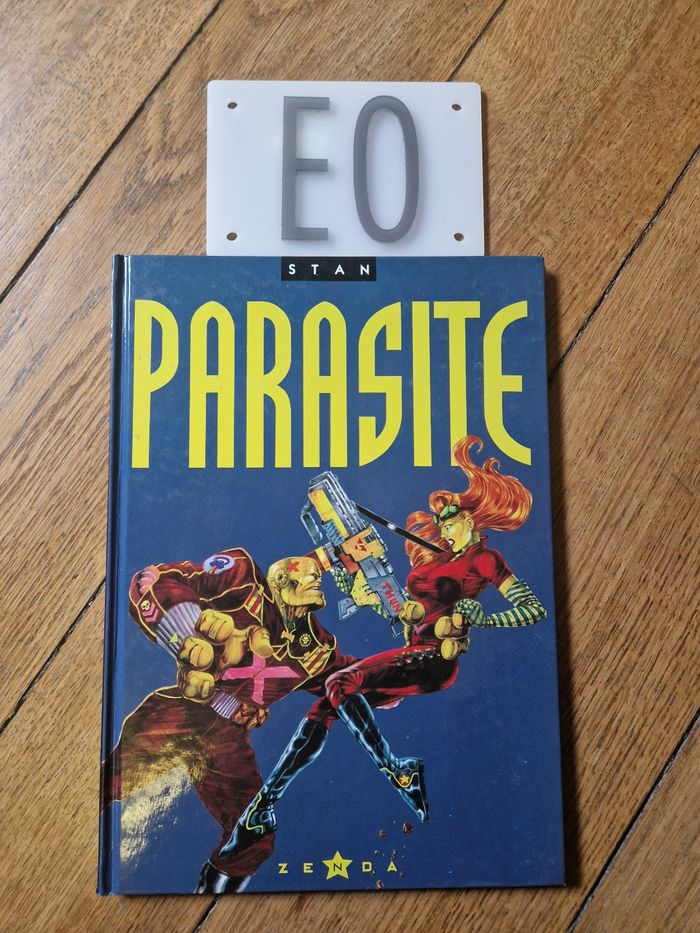 EO
STAN
PARASITE
X
X
ZENDA